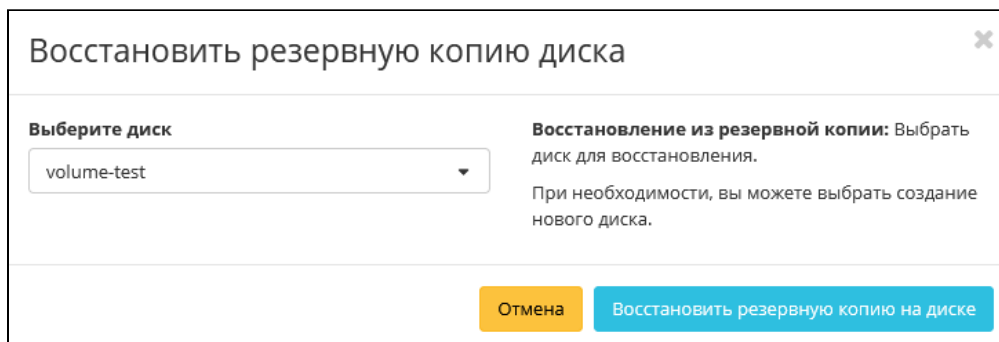 Восстановить резервную копию диска
×
Выберите диск
volume-test
Восстановление из резервной копии: Выбрать
диск для восстановления.
При необходимости, вы можете выбрать создание
нового диска.
Отмена
Восстановить резервную копию на диске